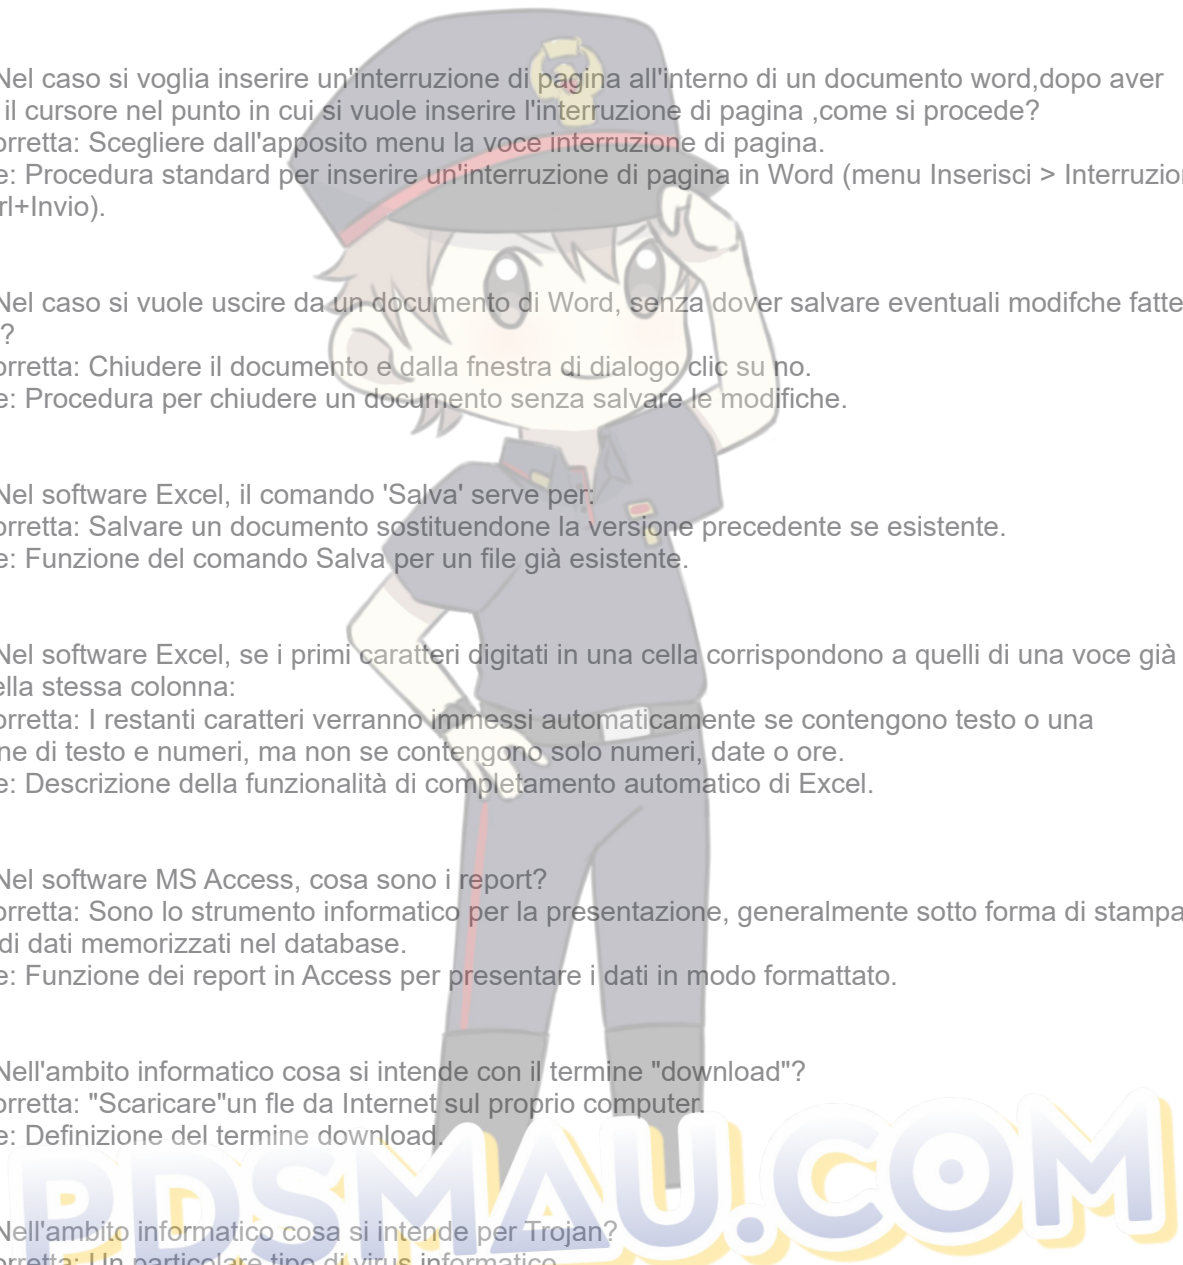 Nel caso si voglia inserire un'interruzione di pagina all'interno di un documento word,dopo aver
il cursore nel punto in cui si vuole inserire l'interruzione di pagina ,come si procede?
orretta: Scegliere dall'apposito menu la voce interruzione di pagina.
e: Procedura standard per inserire un'interruzione di pagina in Word (menu Inserisci > Interruzion
rl+Invio).
Nel caso si vuole uscire da un documento di Word, senza dover salvare eventuali modifche fatte
?
orretta: Chiudere il documento e dalla fnestra di dialogo clic su no.
e: Procedura per chiudere un documento senza salvare le modifiche.
Nel software Excel, il comando 'Salva' serve per:
orretta: Salvare un documento sostituendone la versione precedente se esistente.
e: Funzione del comando Salva per un file già esistente.
Nel software Excel, se i primi caratteri digitati in una cella corrispondono a quelli di una voce già
ella stessa colonna:
orretta: I restanti caratteri verranno immessi automaticamente se contengono testo o una
ne di testo e numeri, ma non se contengono solo numeri, date o ore.
e: Descrizione della funzionalità di completamento automatico di Excel.
Nel software MS Access, cosa sono i report?
orretta: Sono lo strumento informatico per la presentazione, generalmente sotto forma di stampa
di dati memorizzati nel database.
e: Funzione dei report in Access per presentare i dati in modo formattato.
Nell'ambito informatico cosa si intende con il termine "download"?
orretta: "Scaricare"un fle da Internet sul proprio computer.
e: Definizione del termine download.
PDSMAU.COM
Nell'ambito informatico cosa si intende per Trojan?
orretta: Un particolare tipo di virus informatico